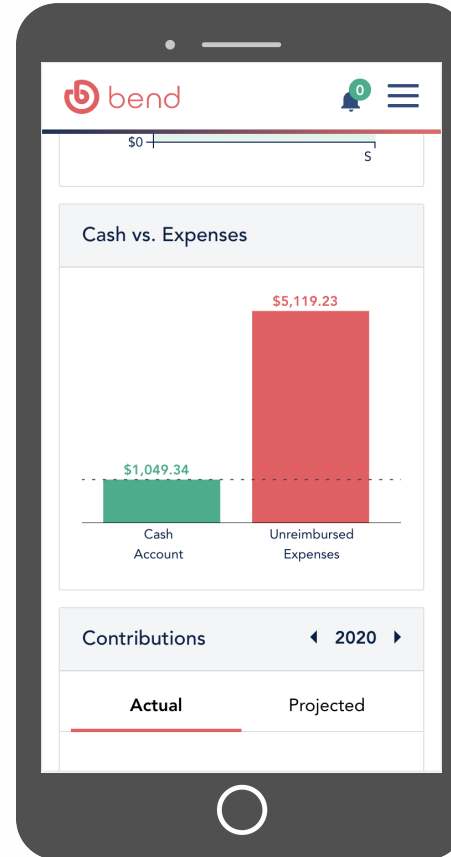 bend
0
$0
S
Cash vs. Expenses
$5,119.23
$1,049.34
Cash
Account
Unreimbursed
Expenses
Contributions
2020
Actual
Projected